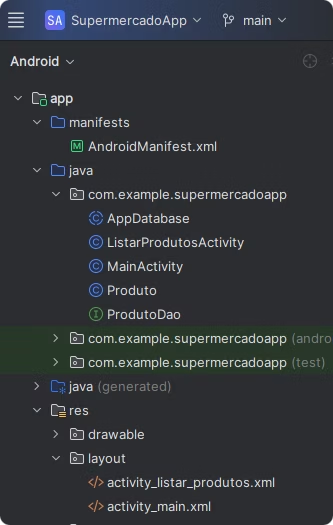 SA SupermercadoApp main
Android
app
manifests
M AndroidManifest.xml
java
com.example.supermercadoapp
C AppDatabase
C ListarProdutosActivity
C MainActivity
C Produto
I ProdutoDao
com.example.supermercadoapp (andro
com.example.supermercadoapp (test)
java (generated)
res
drawable
layout
</> activity_listar_produtos.xml
</> activity_main.xml